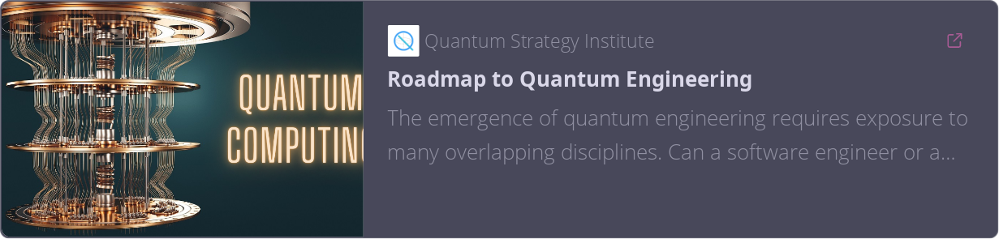 QUANTUM
COMPUTING
Quantum Strategy Institute
Roadmap to Quantum Engineering
The emergence of quantum engineering requires exposure to
many overlapping disciplines. Can a software engineer or a...